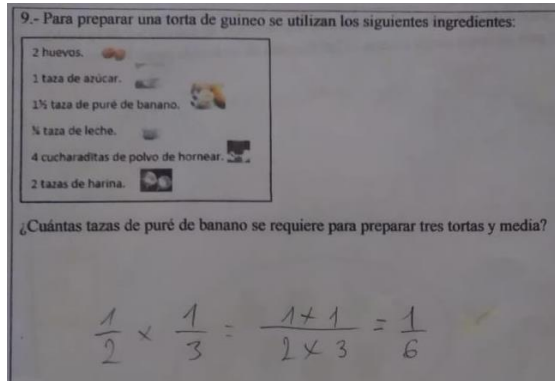 9.- Para preparar una torta de guineo se utilizan los siguientes ingredientes:
2 huevos.
1 taza de azúcar.
1½ taza de puré de banano.
¾ taza de leche.
4 cucharaditas de polvo de hornear.
2 tazas de harina.
¿Cuántas tazas de puré de banano se requiere para preparar tres tortas y media?
1/2 × 1/3 = 1 × 1 / 2 × 3 = 1/6